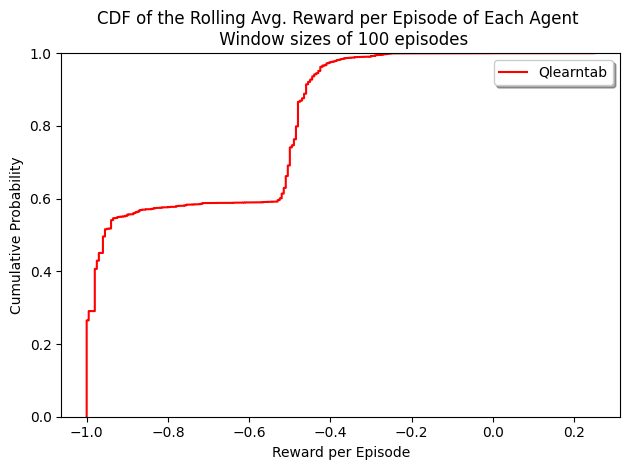 CDF of the Rolling Avg. Reward per Episode of Each Agent
Window sizes of 100 episodes
Qlearntab
Cumulative Probability
1.0
0.8
0.6
0.4
0.2
0.0
−1.0 −0.8 −0.6 −0.4 −0.2 0.0 0.2
Reward per Episode